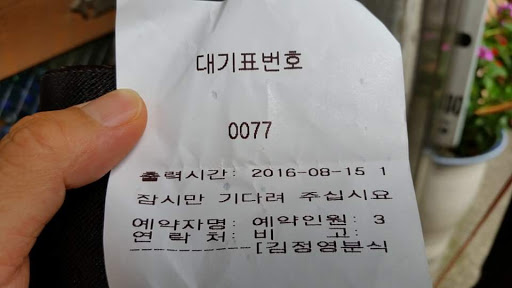 대기표번호
0077
출력시간: 2016-08-15 1
잠시만 기다려 주십시요
예약자명: 예약인원: 3
연 락 처: 비 고:
----------[김정영분식